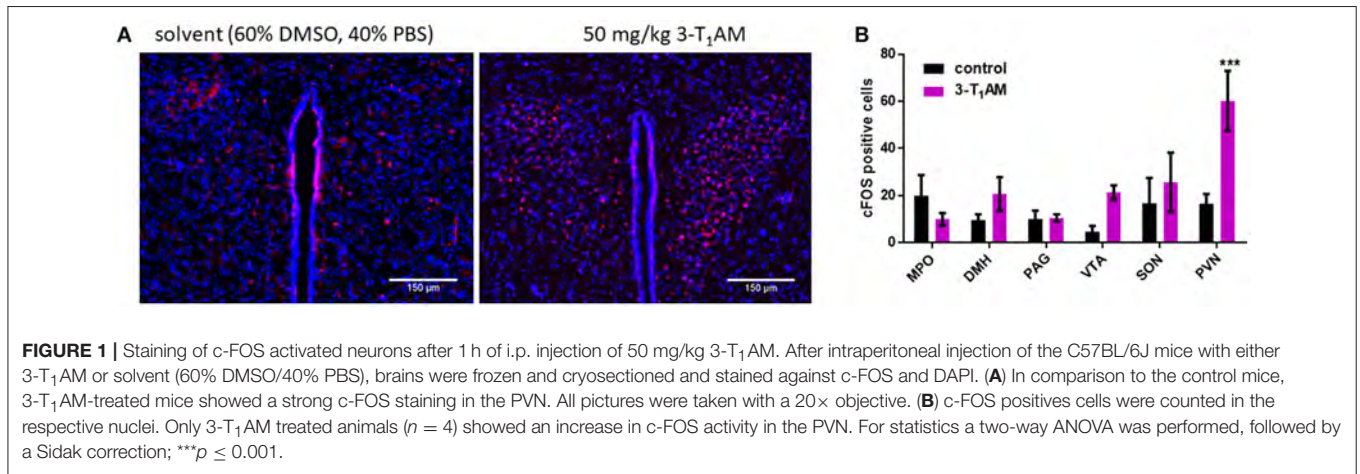 A solvent (60% DMSO, 40% PBS) 50 mg/kg 3-T₁AM
150 µm
150 µm
B
80
60
40
20
0
cFOS positive cells
control
3-T₁AM
***
MPO
DMH
PAG
VTA
SON
PVN
FIGURE 1 | Staining of c-FOS activated neurons after 1 h of i.p. injection of 50 mg/kg 3-T₁AM. After intraperitoneal injection of the C57BL/6J mice with either
3-T₁AM or solvent (60% DMSO/40% PBS), brains were frozen and cryosectioned and stained against c-FOS and DAPI. (A) In comparison to the control mice,
3-T₁AM-treated mice showed a strong c-FOS staining in the PVN. All pictures were taken with a 20× objective. (B) c-FOS positives cells were counted in the
respective nuclei. Only 3-T₁AM treated animals (n = 4) showed an increase in c-FOS activity in the PVN. For statistics a two-way ANOVA was performed, followed by
a Sidak correction; ***p ≤ 0.001.